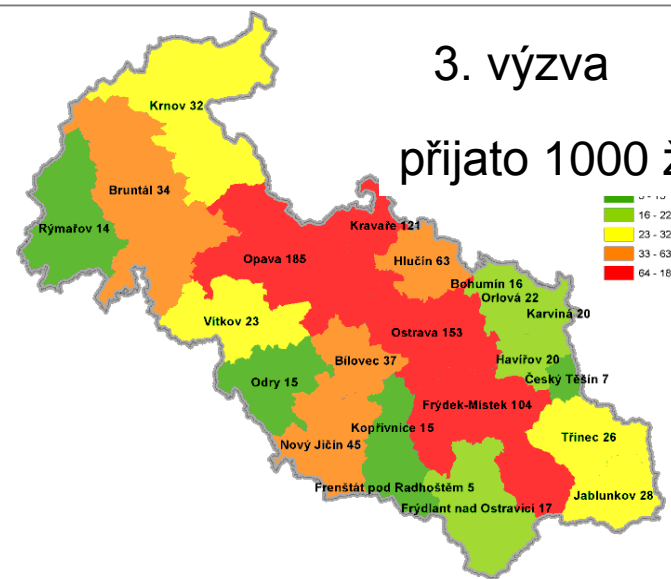 3. výzva
přijato 1000
16 - 22
23 - 32
33 - 63
Krnov 32
Bruntál 34
Rýmařov 14
Kravaře 121
Opava 185
Hlučín 63
Bohumín 16
Orlová 22
Karviná 20
Vítkov 23
Ostrava 153
Bílovec 37
Havířov 20
Český Těšín 7
Odry 15
Frýdek-Místek 104
Kopřivnice 15
Třinec 26
Nový Jičín 45
Frenštát pod Radhoštěm 5
Jablunkov 28
Frýdlant nad Ostravicí 17